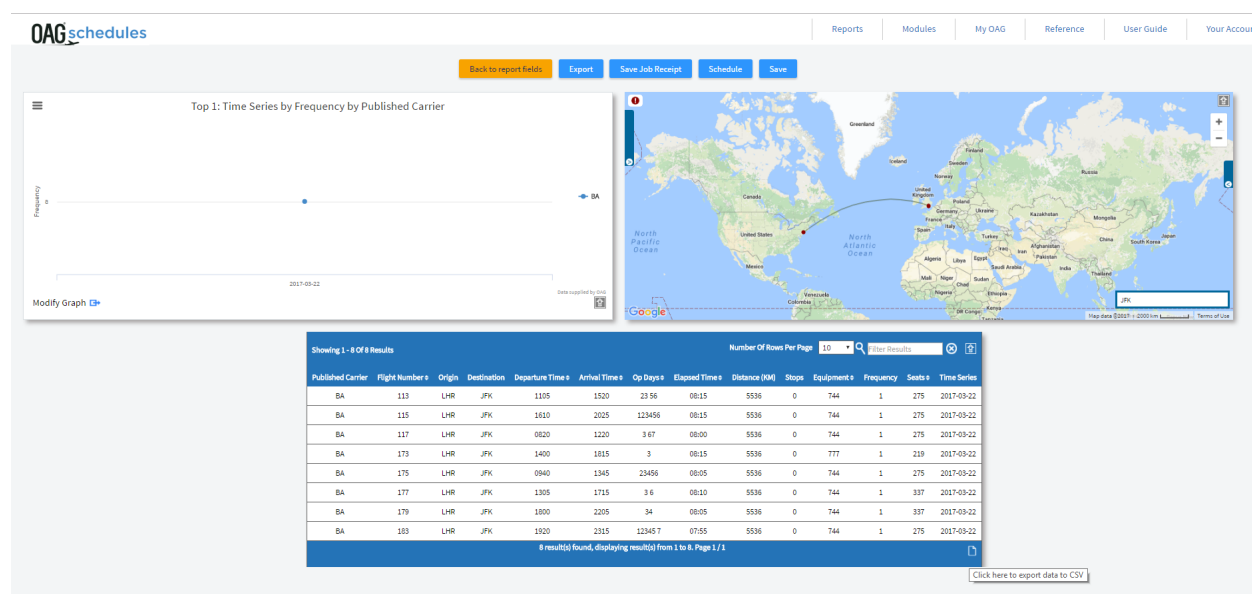 OAG schedules
Reports Modules My OAG Reference User Guide Your Accoun
Back to report fields Export Save Job Receipt Schedule Save
Top 1: Time Series by Frequency by Published Carrier
Frequency
8
BA
2017-03-22
Data supplied by OAG
Modify Graph
Greenland
Iceland
Finland
Sweden
Norway
Russia
United Kingdom
Canada
Poland
Germany
Ukraine
Kazakhstan
Mongolia
France
Italy
Spain
North Pacific Ocean
United States
North Atlantic Ocean
Turkey
China
South Korea
Japan
Iraq
Iran
Afghanistan
Pakistan
Algeria
Libya
Egypt
Saudi Arabia
India
Thailand
Mexico
Mali
Niger
Chad
Sudan
Nigeria
Ethiopia
Venezuela
Colombia
DR Congo
Kenya
Tanzania
JFK
+
−
Google
Map data ©2017 2000 km Terms of Use
Showing 1 - 8 Of 8 Results Number Of Rows Per Page 10 Filter Results
Published Carrier Flight Number Origin Destination Departure Time Arrival Time Op Days Elapsed Time Distance (KM) Stops Equipment Frequency Seats Time Series
BA 113 LHR JFK 1105 1520 23 56 08:15 5536 0 744 1 275 2017-03-22
BA 115 LHR JFK 1610 2025 123456 08:15 5536 0 744 1 275 2017-03-22
BA 117 LHR JFK 0820 1220 3 67 08:00 5536 0 744 1 275 2017-03-22
BA 173 LHR JFK 1400 1815 3 08:15 5536 0 777 1 219 2017-03-22
BA 175 LHR JFK 0940 1345 23456 08:05 5536 0 744 1 275 2017-03-22
BA 177 LHR JFK 1305 1715 3 6 08:10 5536 0 744 1 337 2017-03-22
BA 179 LHR JFK 1800 2205 34 08:05 5536 0 744 1 337 2017-03-22
BA 183 LHR JFK 1920 2315 12345 7 07:55 5536 0 744 1 275 2017-03-22
8 result(s) found, displaying result(s) from 1 to 8. Page 1 / 1
Click here to export data to CSV